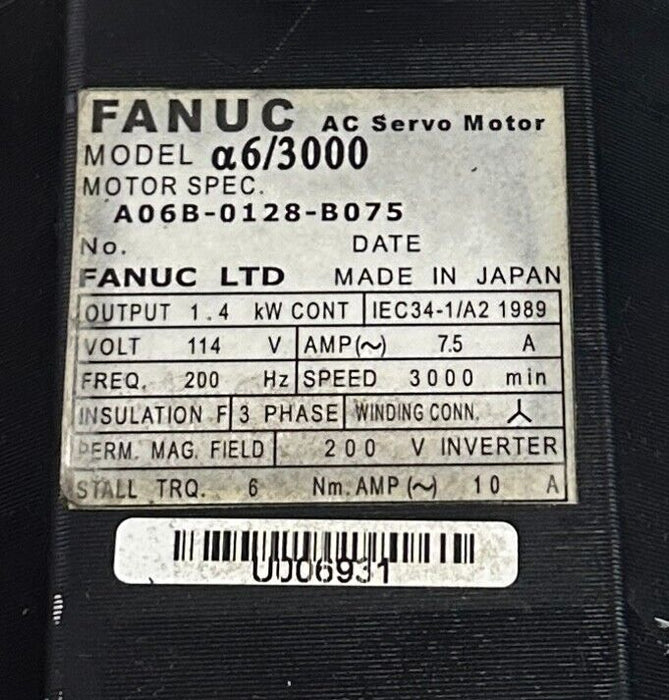 FANUC AC Servo Motor
MODEL α6/3000
MOTOR SPEC.
A06B-0128-B075
No. DATE
FANUC LTD MADE IN JAPAN
OUTPUT 1.4 kW CONT IEC34-1/A2 1989
VOLT 114 V AMP(~) 7.5 A
FREQ. 200 Hz SPEED 3000 min
INSULATION F 3 PHASE WINDING CONN. 人
PERM. MAG. FIELD 200 V INVERTER
STALL TRQ. 6 Nm. AMP(~) 10 A
U006931